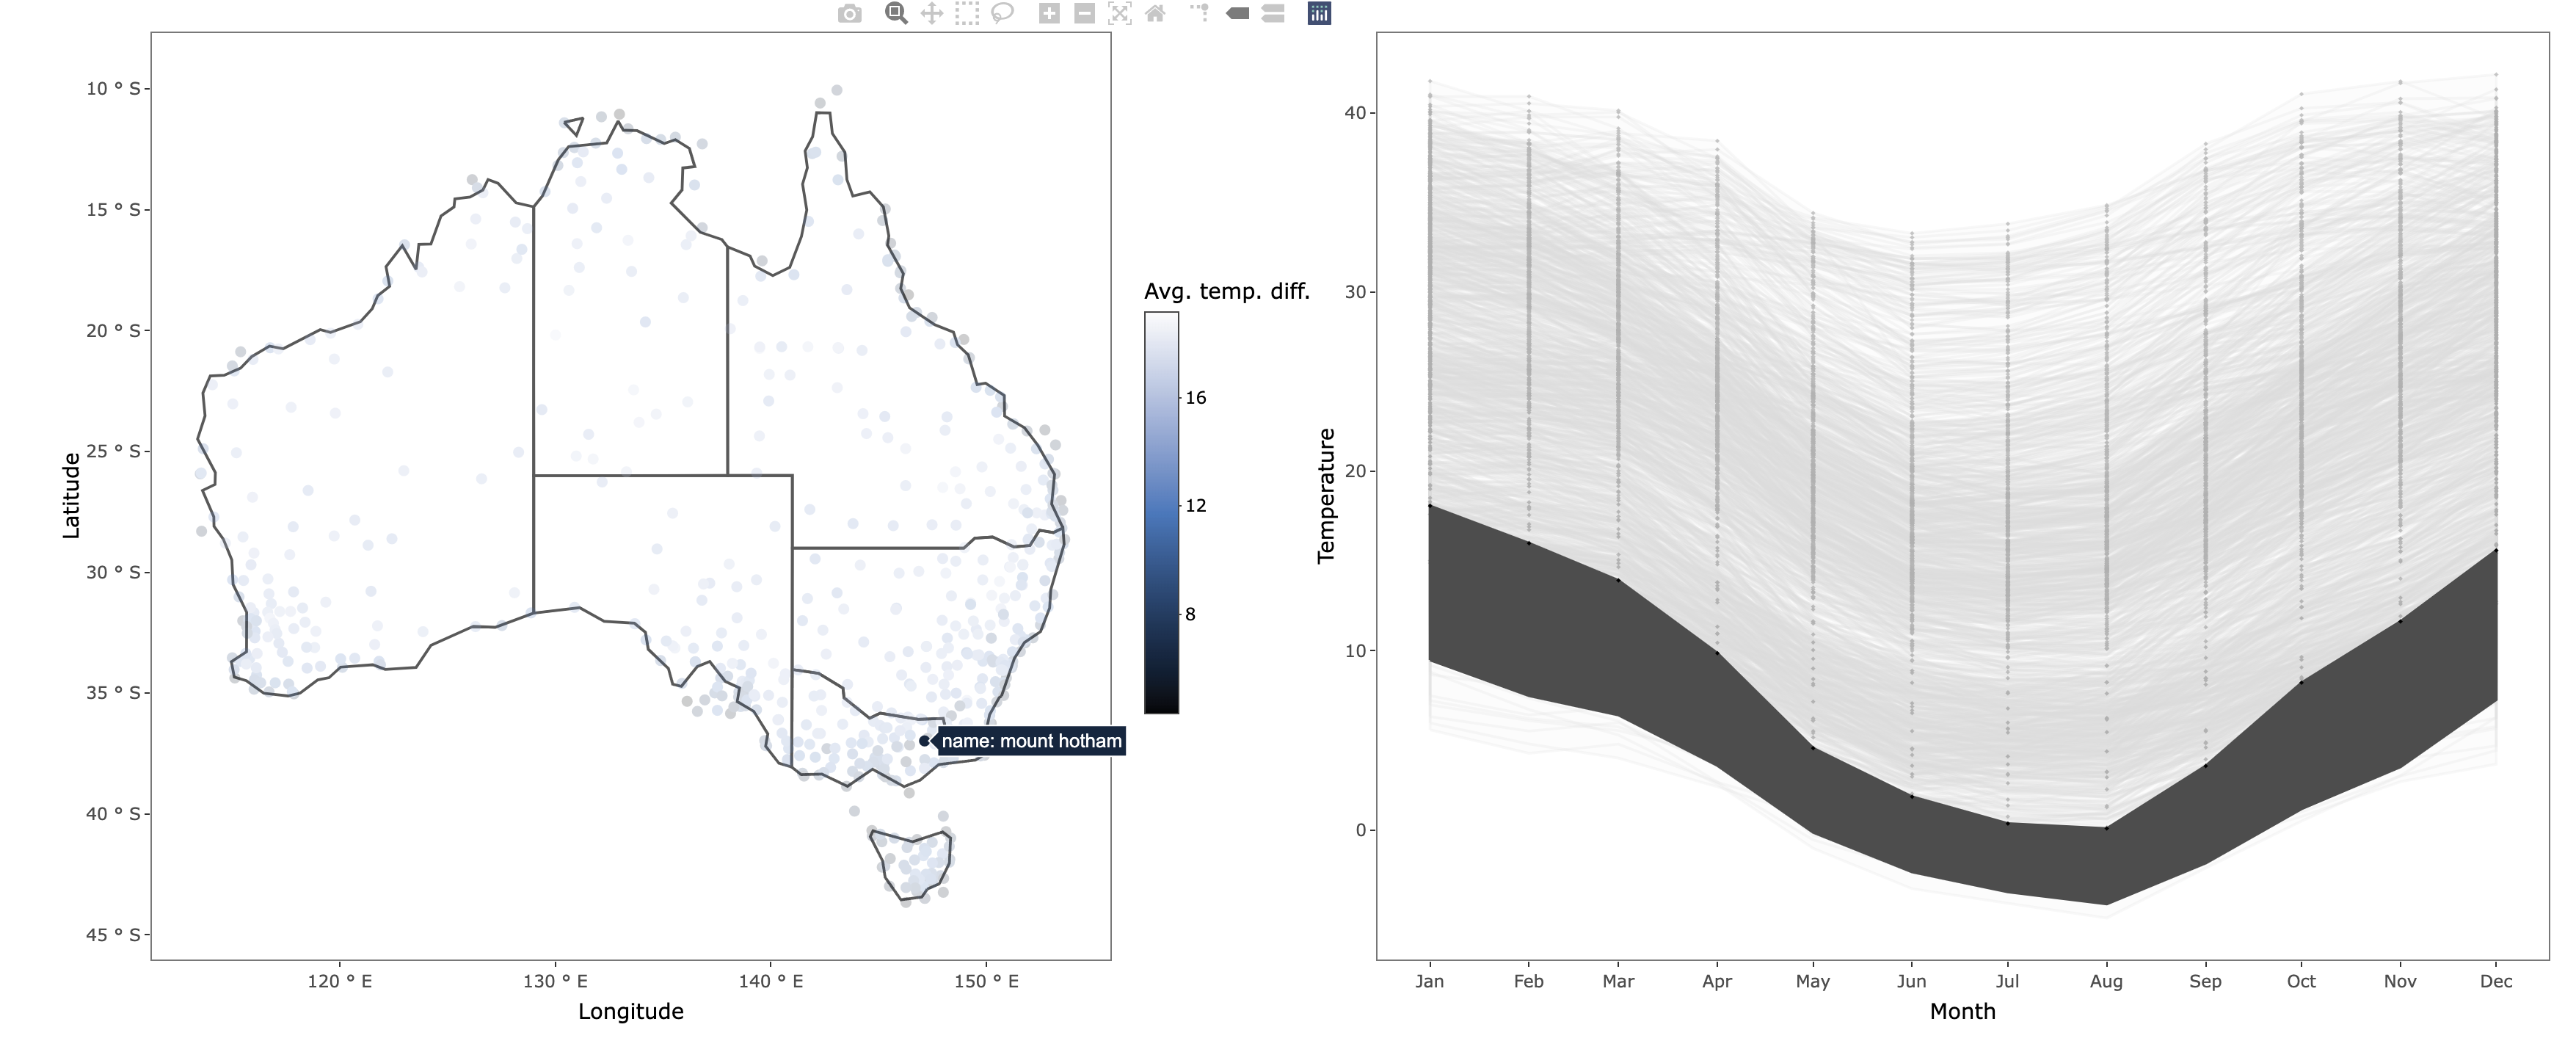 10 ° S
15 ° S
20 ° S
25 ° S
30 ° S
35 ° S
40 ° S
45 ° S
Latitude
120 ° E
130 ° E
140 ° E
150 ° E
Longitude
name: mount hotham
Avg. temp. diff.
16
12
8
40
30
20
10
0
Temperature
Jan
Feb
Mar
Apr
May
Jun
Jul
Aug
Sep
Oct
Nov
Dec
Month